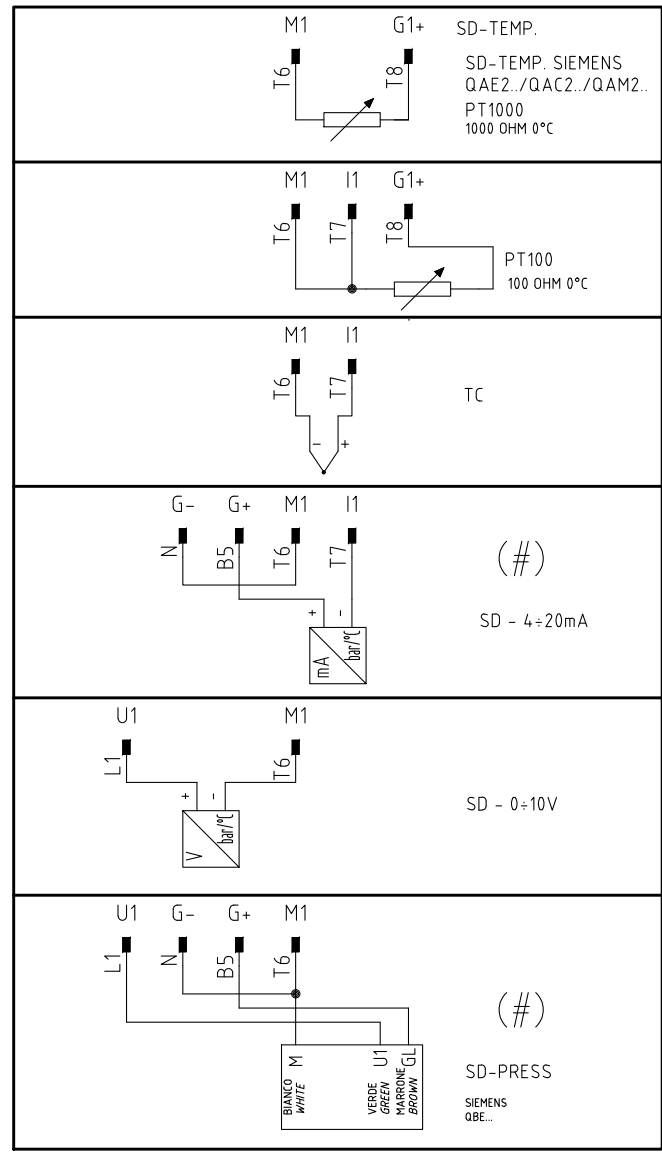 M1 G1+ SD-TEMP.
T6 T8
SD-TEMP. SIEMENS
QAE2../QAC2../QAM2..
PT1000
1000 OHM 0°C
M1 I1 G1+
T6 T7 T8
PT100
100 OHM 0°C
M1 I1
T6 T7
TC
- +
G- G+ M1 I1
N B5 T6 T7
(#)
SD - 4÷20mA
+ -
mA bar/°C
U1 M1
L1 T6
+ -
V bar/°C
SD - 0÷10V
U1 G- G+ M1
L1 N B5 T6
(#)
M U1 GL
BIANCO
WHITE
VERDE
GREEN
MARRONE
BROWN
SD-PRESS
SIEMENS
QBE...